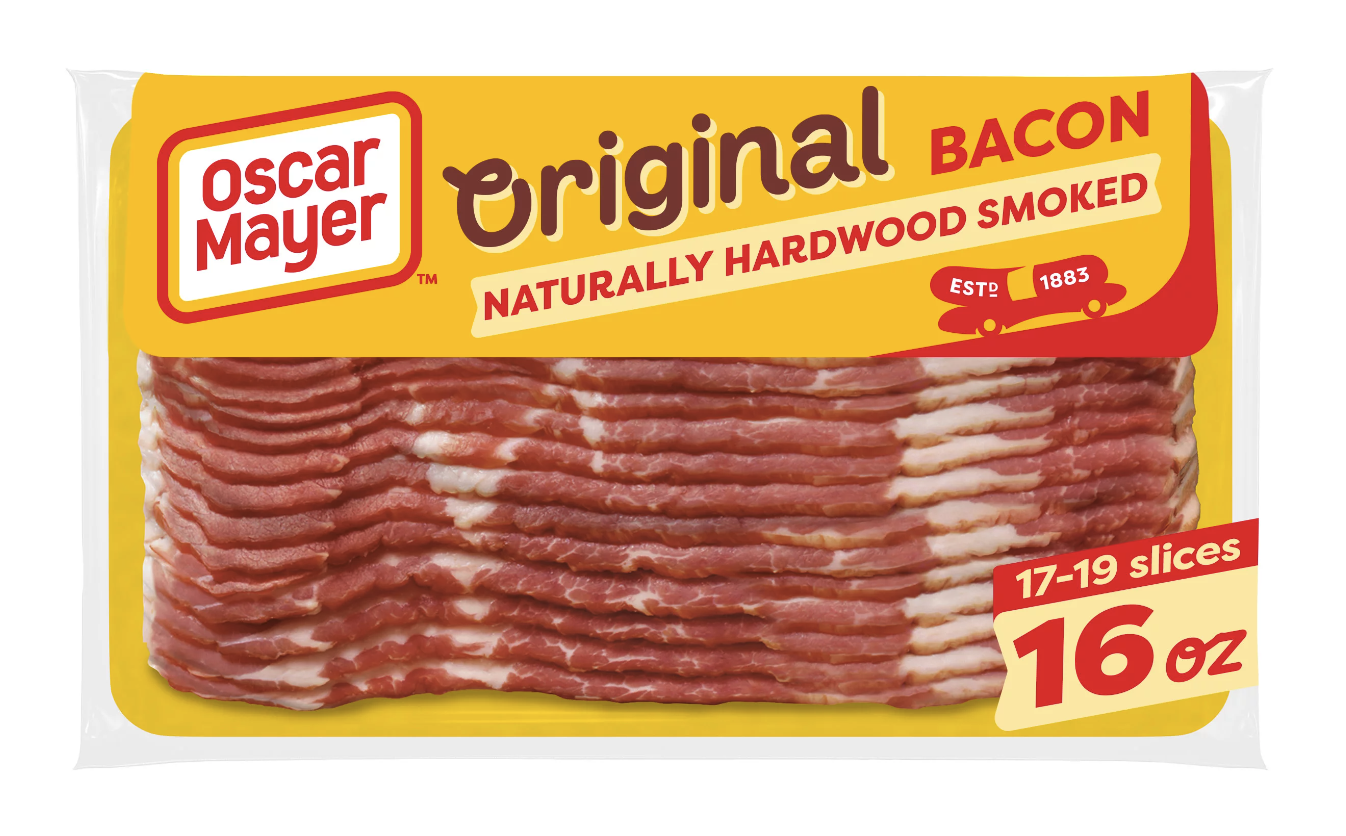 Oscar
Mayer
™
Original BACON
NATURALLY HARDWOOD SMOKED
ESTD 1883
17-19 slices
16 oz